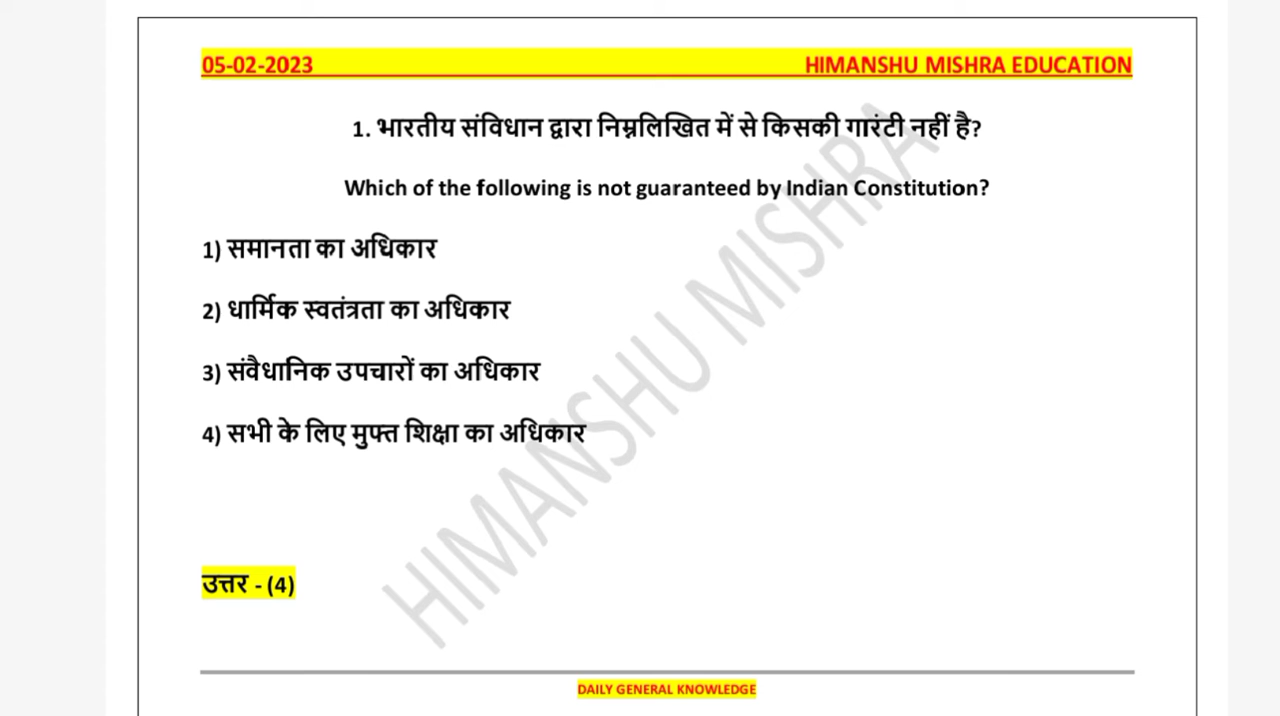 05-02-2023 HIMANSHU MISHRA EDUCATION
1. भारतीय संविधान द्वारा निम्नलिखित में से किसकी गारंटी नहीं है?
Which of the following is not guaranteed by Indian Constitution?
1) समानता का अधिकार
2) धार्मिक स्वतंत्रता का अधिकार
3) संवैधानिक उपचारों का अधिकार
4) सभी के लिए मुफ्त शिक्षा का अधिकार
HIMANSHU MISHRA
उत्तर - (4)
DAILY GENERAL KNOWLEDGE